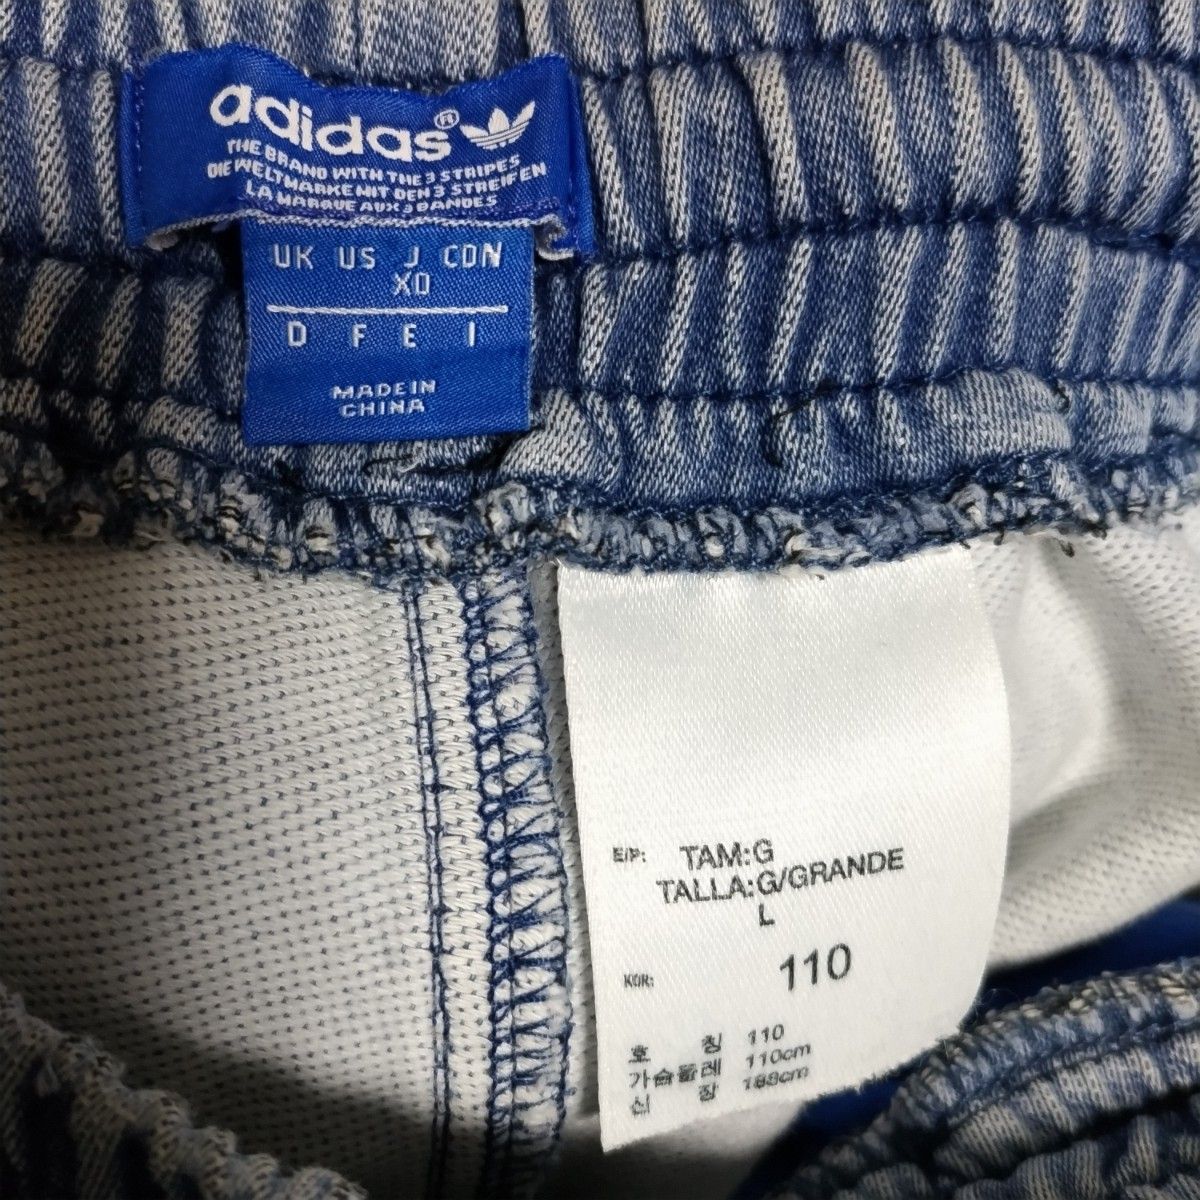 adidas
THE BRAND WITH THE 3 STRIPES
DIE WELTMARKE MIT DEN 3 STREIFEN
LA MARQUE AUX 3 BANDES
UK US J CDN
XO
D F E I
MADE IN
CHINA
E/P: TAM:G
TALLA:G/GRANDE
L
KOR: 110
호 칭 110
가슴둘레 110cm
신 장 188cm